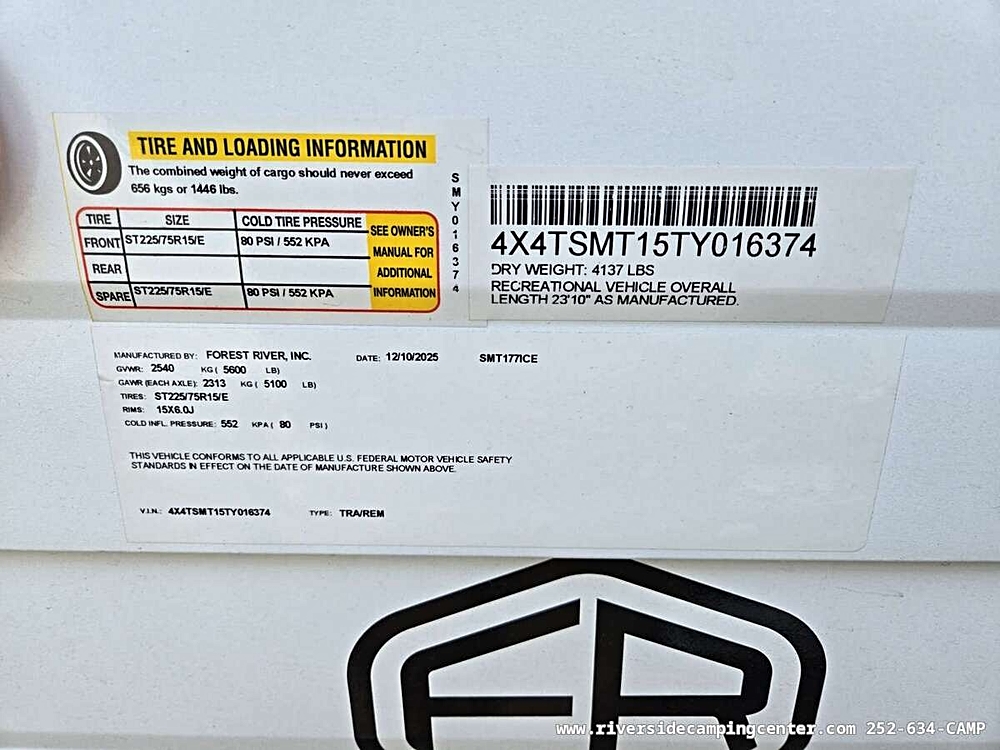 TIRE AND LOADING INFORMATION
The combined weight of cargo should never exceed
656 kgs or 1446 lbs.
TIRE SIZE COLD TIRE PRESSURE SEE OWNER'S MANUAL FOR ADDITIONAL INFORMATION
FRONT ST225/75R15/E 80 PSI / 552 KPA
REAR
SPARE ST225/75R15/E 80 PSI / 552 KPA
SMY016374
4X4TSMT15TY016374
DRY WEIGHT: 4137 LBS
RECREATIONAL VEHICLE OVERALL
LENGTH 23'10" AS MANUFACTURED.
MANUFACTURED BY: FOREST RIVER, INC. DATE: 12/10/2025 SMT177ICE
GVWR: 2540 KG ( 5600 LB)
GAWR (EACH AXLE): 2313 KG ( 5100 LB)
TIRES: ST225/75R15/E
RIMS: 15X6.0J
COLD INFL. PRESSURE: 552 KPA ( 80 PSI )
THIS VEHICLE CONFORMS TO ALL APPLICABLE U.S. FEDERAL MOTOR VEHICLE SAFETY
STANDARDS IN EFFECT ON THE DATE OF MANUFACTURE SHOWN ABOVE.
V.I.N.: 4X4TSMT15TY016374 TYPE: TRA/REM
FR
www.riversidecampingcenter.com 252-634-CAMP